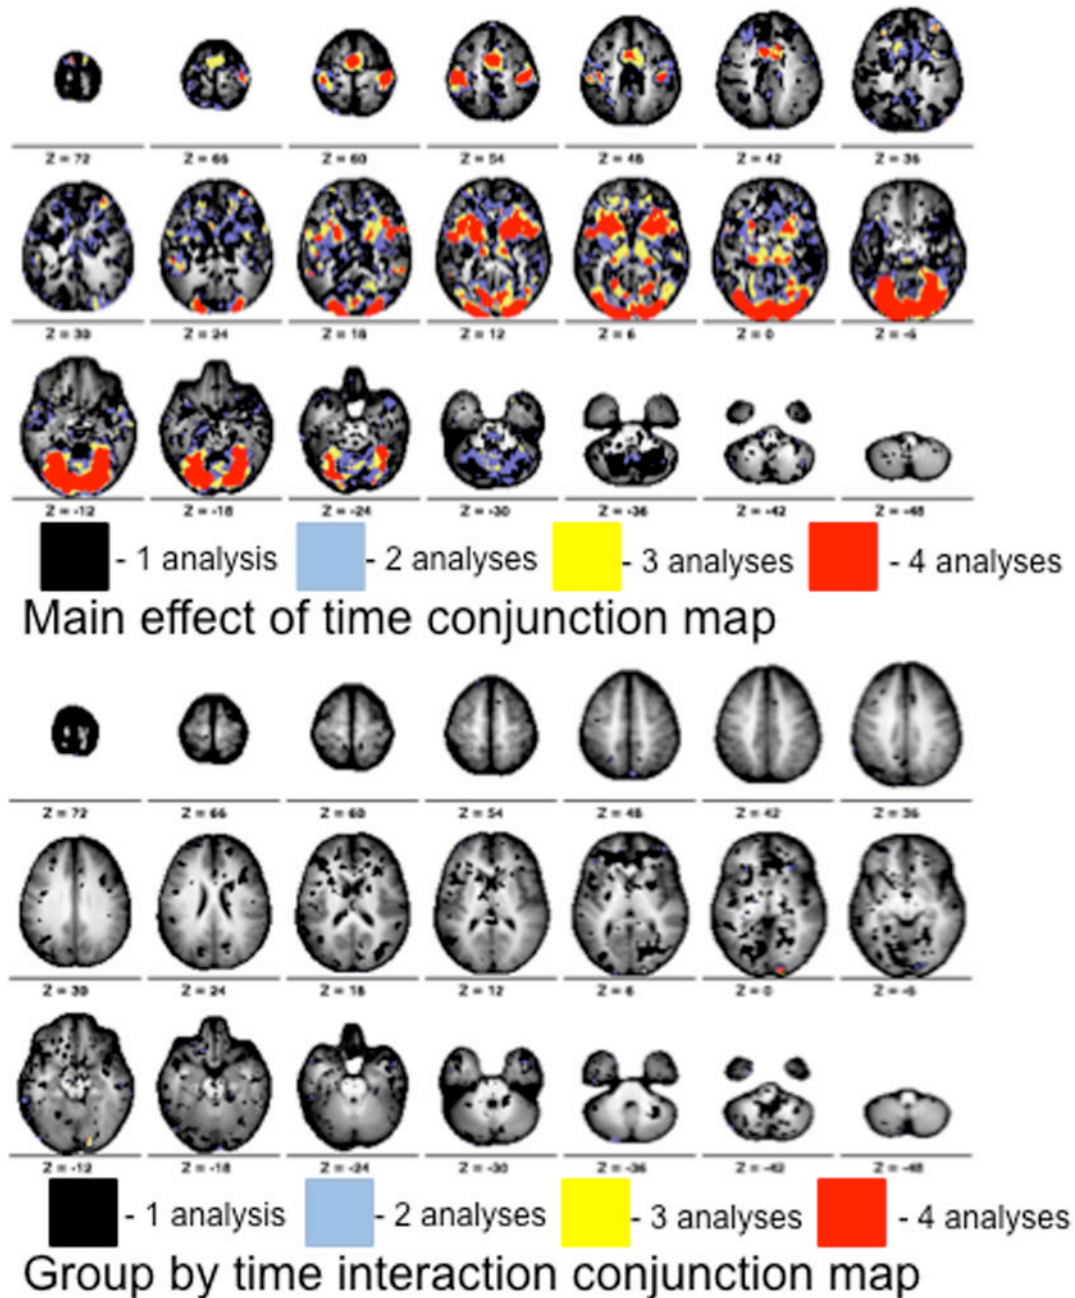 Z = 72 Z = 66 Z = 60 Z = 54 Z = 48 Z = 42 Z = 36
Z = 30 Z = 24 Z = 18 Z = 12 Z = 6 Z = 0 Z = -6
Z = -12 Z = -18 Z = -24 Z = -30 Z = -36 Z = -42 Z = -48
- 1 analysis - 2 analyses - 3 analyses - 4 analyses
Main effect of time conjunction map
Z = 72 Z = 66 Z = 60 Z = 54 Z = 48 Z = 42 Z = 36
Z = 30 Z = 24 Z = 18 Z = 12 Z = 6 Z = 0 Z = -6
Z = -12 Z = -18 Z = -24 Z = -30 Z = -36 Z = -42 Z = -48
- 1 analysis - 2 analyses - 3 analyses - 4 analyses
Group by time interaction conjunction map